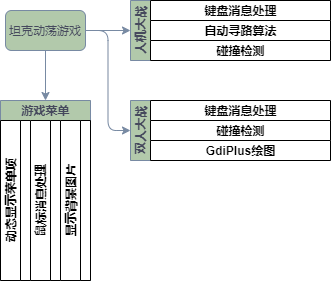 坦克动荡游戏
人机大战
键盘消息处理
自动寻路算法
碰撞检测
双人大战
键盘消息处理
碰撞检测
GdiPlus绘图
游戏菜单
动态显示菜单项
鼠标消息处理
显示背景图片